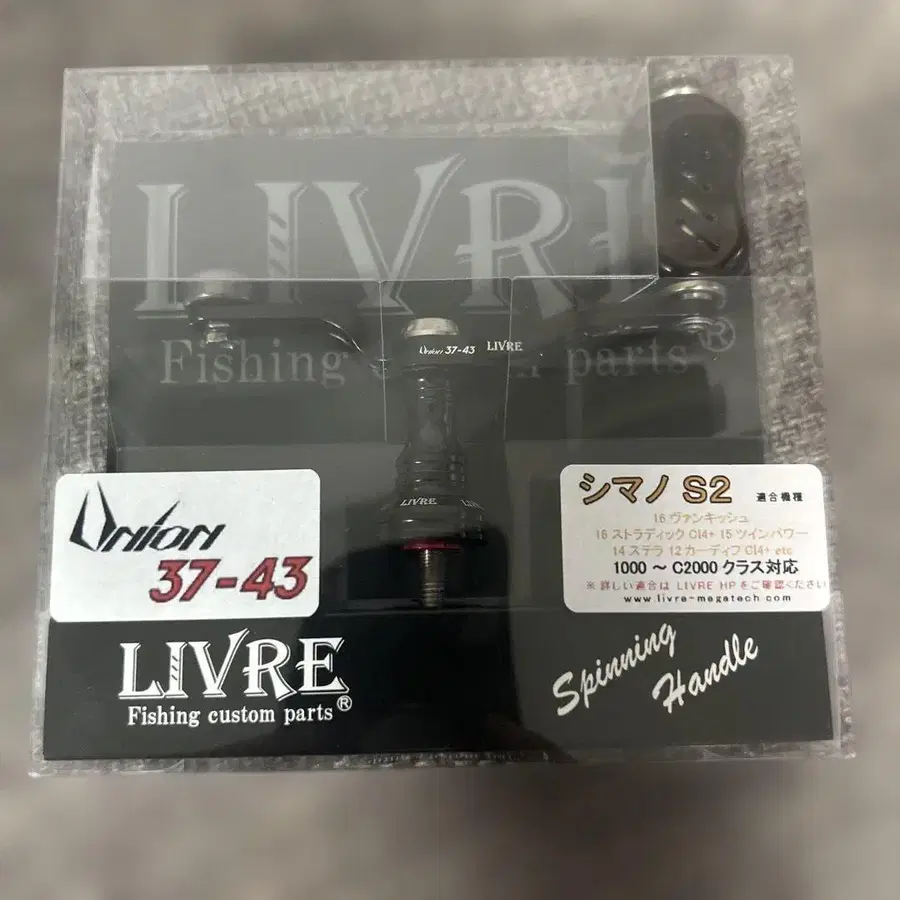 LIVRE
Fishing custom parts®
Union 37-43 LIVRE
LIVRE
Union
37-43
シマノ S2 適合機種
16 ヴァンキッシュ
16 ストラディック CI4+ 15 ツインパワー
14 ステラ 12 カーディフ CI4+ etc
1000 ～ C2000 クラス対応
※ 詳しい適合は LIVRE HP をご確認ください
www.livre-megatech.com
LIVRE
Fishing custom parts®
Spinning
Handle